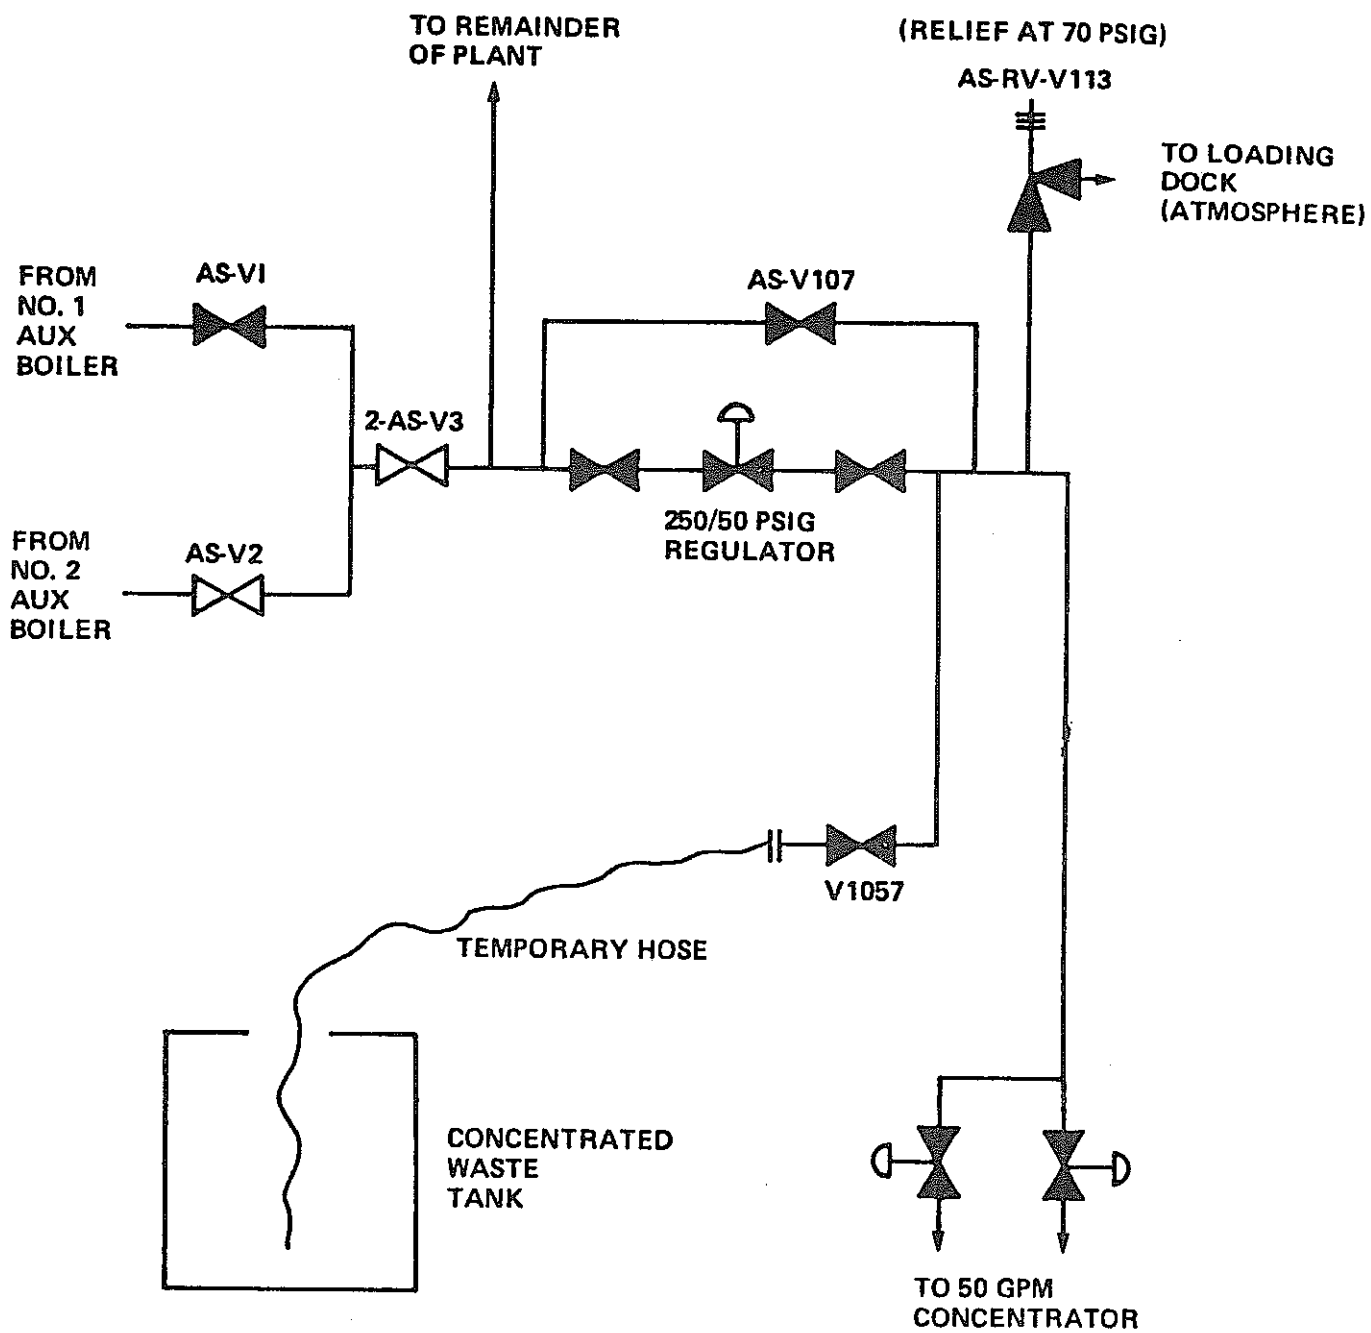 TO REMAINDER
OF PLANT
(RELIEF AT 70 PSIG)
AS-RV-V113
TO LOADING
DOCK
(ATMOSPHERE)
FROM
NO. 1
AUX
BOILER
AS-V1
AS-V107
2-AS-V3
250/50 PSIG
REGULATOR
FROM
NO. 2
AUX
BOILER
AS-V2
V1057
TEMPORARY HOSE
CONCENTRATED
WASTE
TANK
TO 50 GPM
CONCENTRATOR